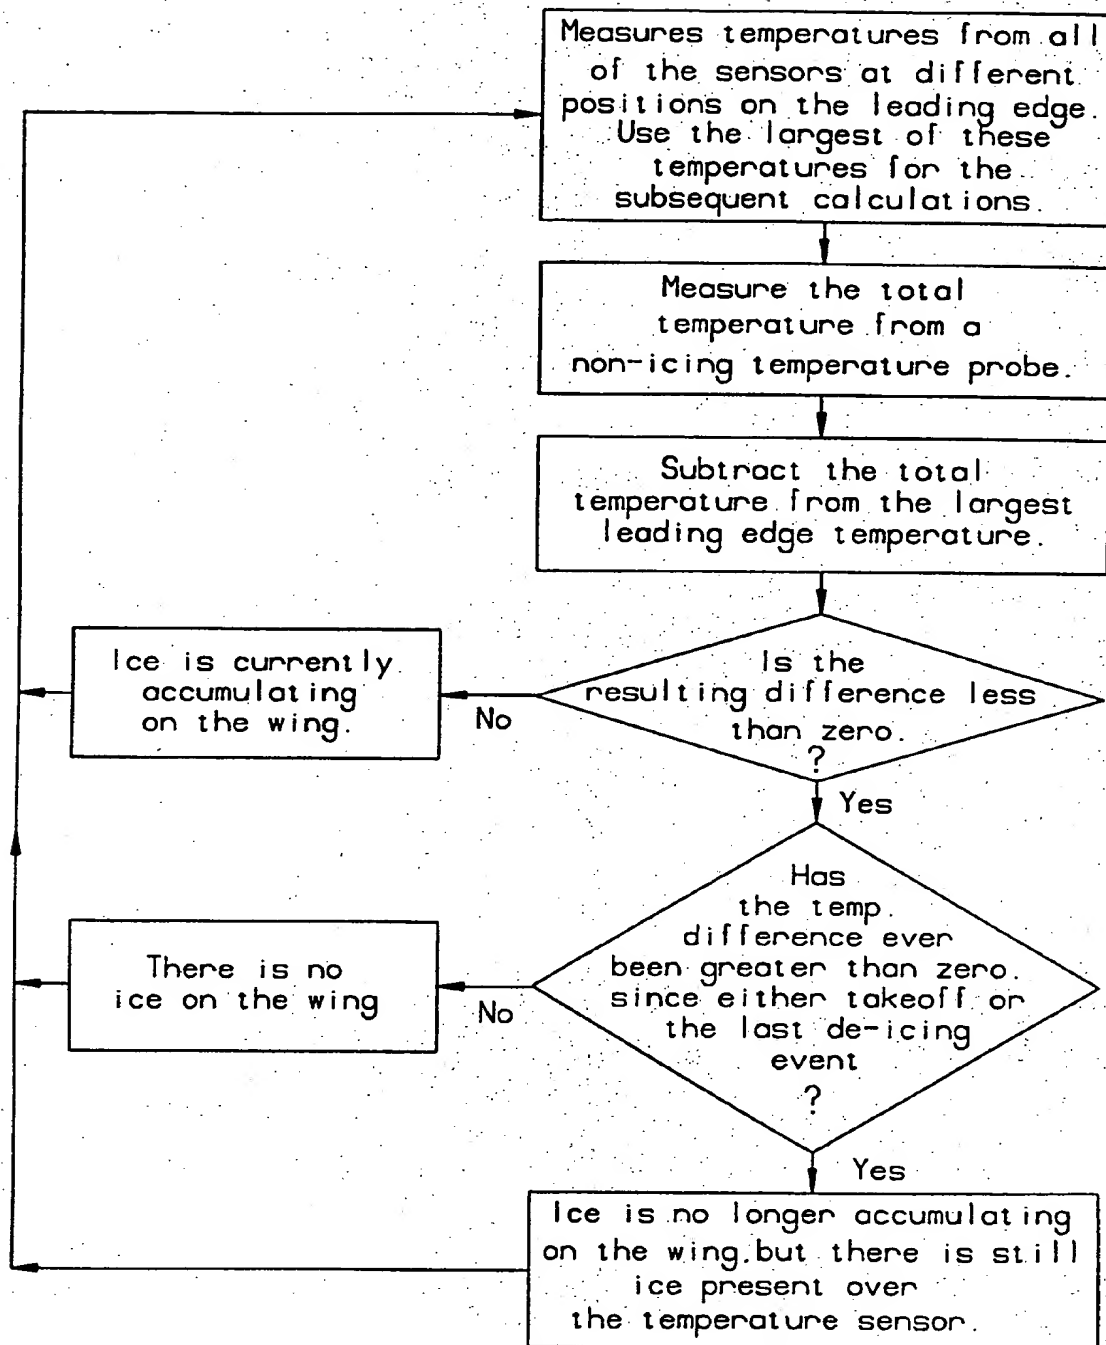 Measures temperatures from all
of the sensors at different
positions on the leading edge.
Use the largest of these
temperatures for the
subsequent calculations.
Measure the total
temperature from a
non-icing temperature probe.
Subtract the total
temperature from the largest
leading edge temperature.
Is the
resulting difference less
than zero.
?
No
Ice is currently
accumulating
on the wing.
Yes
Has
the temp.
difference ever
been greater than zero.
since either takeoff or
the last de-icing
event
?
No
There is no
ice on the wing
Yes
Ice is no longer accumulating
on the wing, but there is still
ice present over
the temperature sensor.